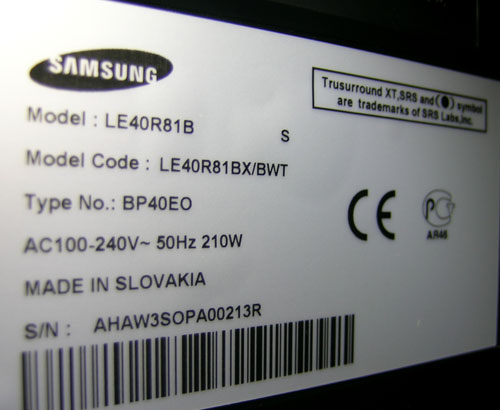 SAMSUNG
Trusurround XT,SRS and (●) symbol
are trademarks of SRS Labs,Inc.
Model : LE40R81B
S
Model Code : LE40R81BX/BWT
Type No.: BP40EO
AC100-240V~ 50Hz 210W
CE
PC
AR46
MADE IN SLOVAKIA
S/N : AHAW3SOPA00213R